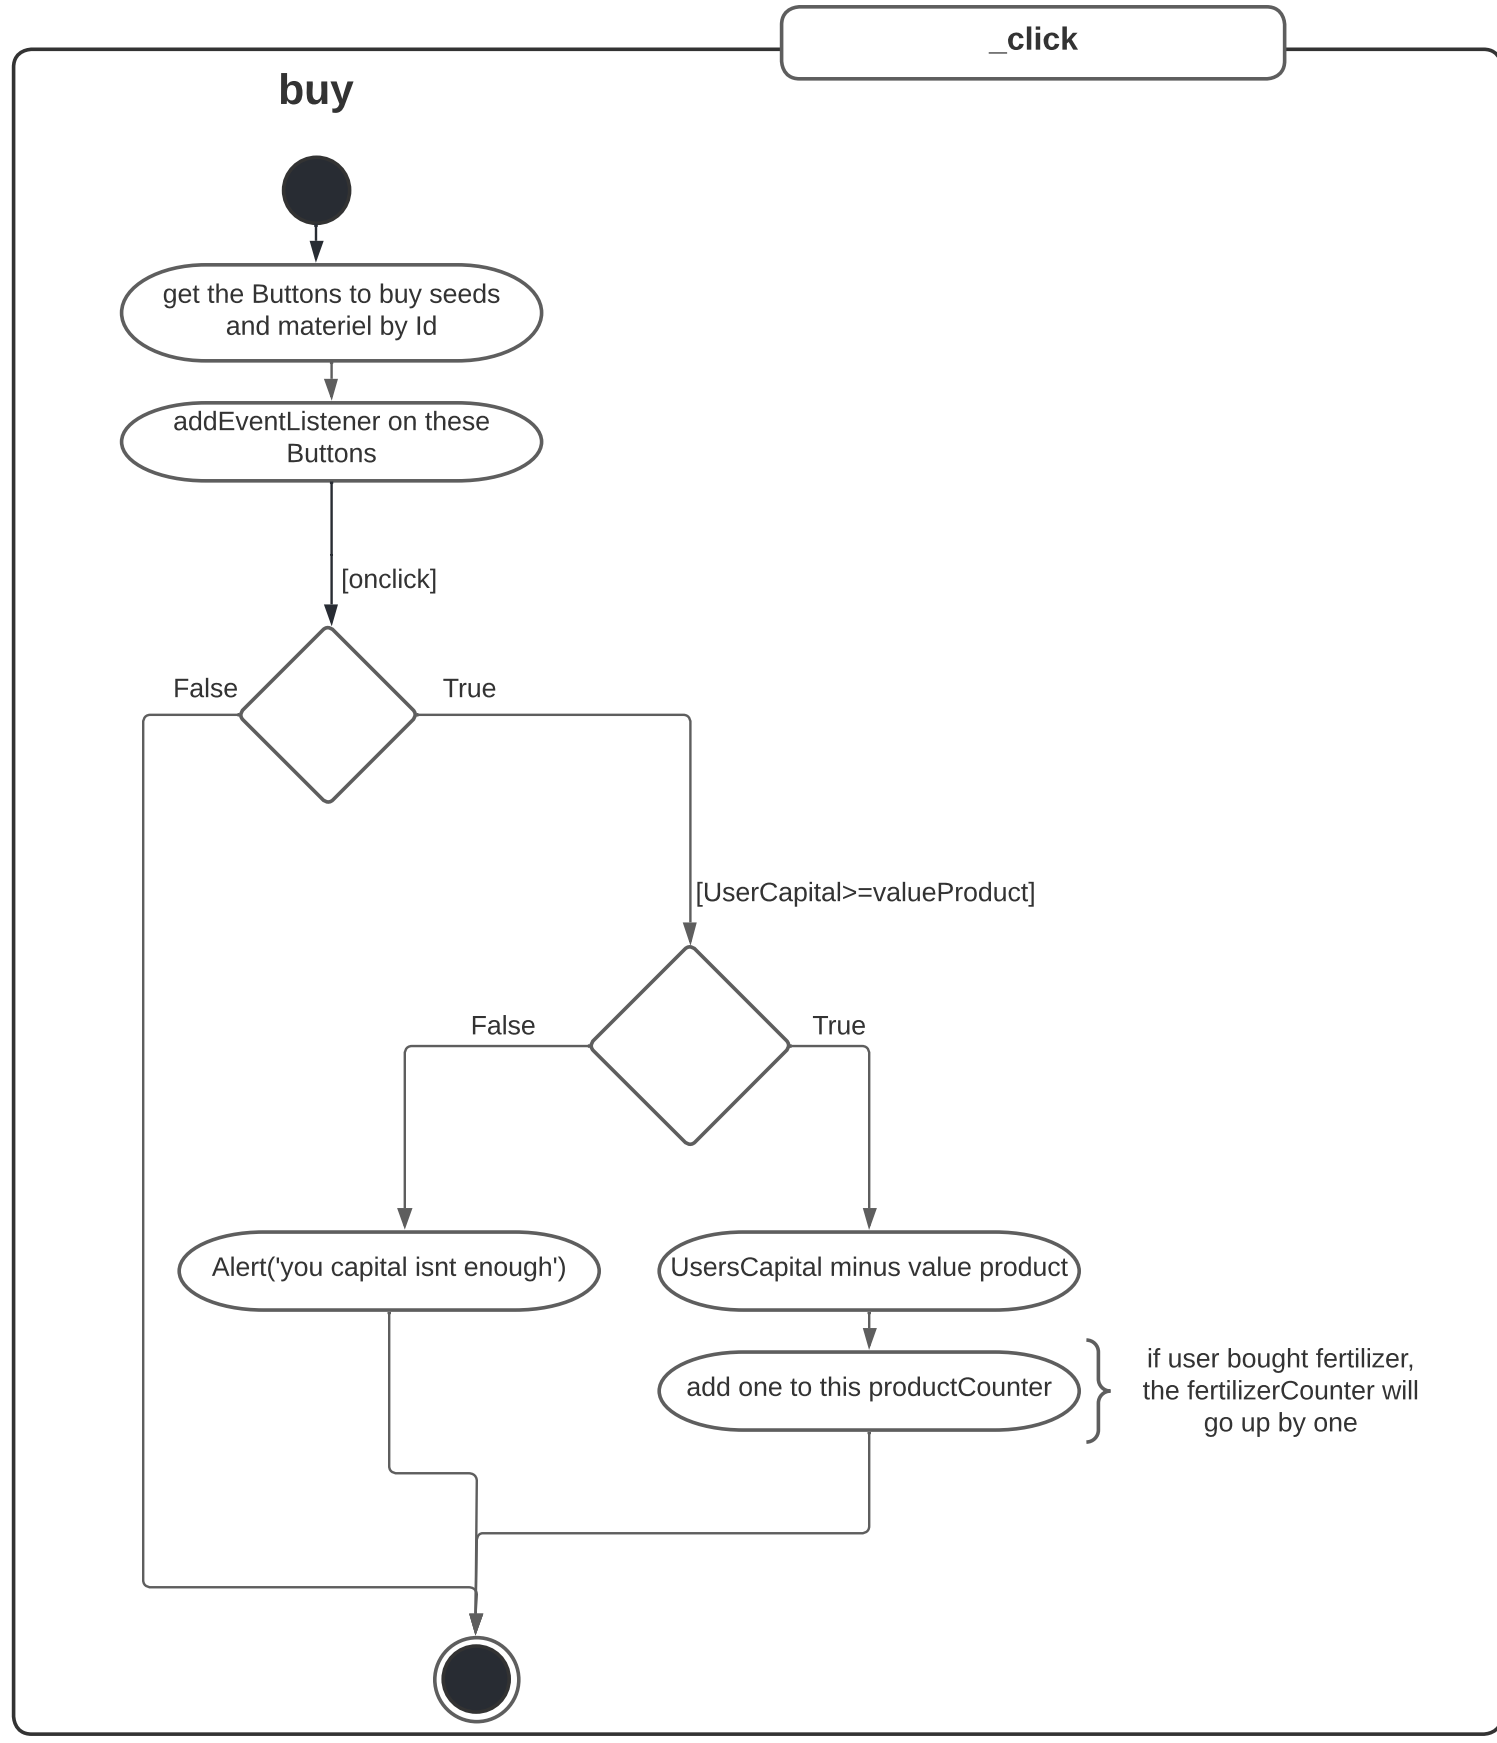 _click
buy
get the Buttons to buy seeds
and materiel by Id
addEventListener on these
Buttons
[onclick]
False
True
[UserCapital>=valueProduct]
False
True
Alert('you capital isnt enough')
UsersCapital minus value product
add one to this productCounter
if user bought fertilizer,
the fertilizerCounter will
go up by one